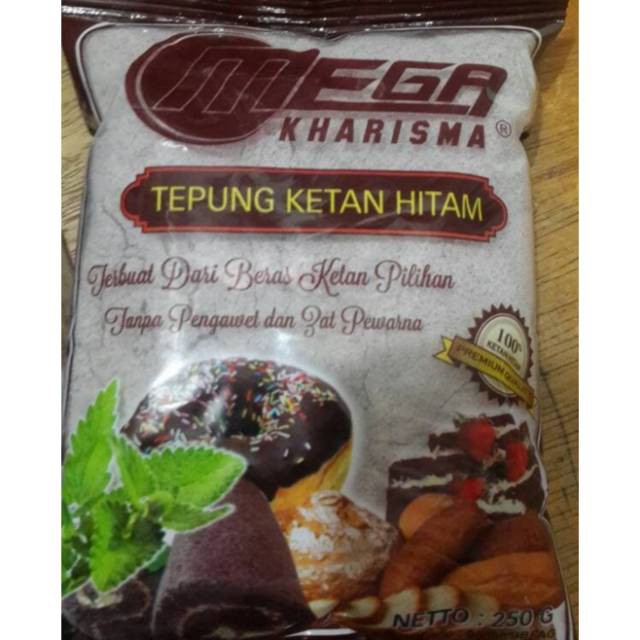 MEGA
KHARISMA®
TEPUNG KETAN HITAM
Terbuat Dari Beras Ketan Pilihan
Tanpa Pengawet dan Zat Pewarna
100%
KETAN
PREMIUM
NETTO : 250 G